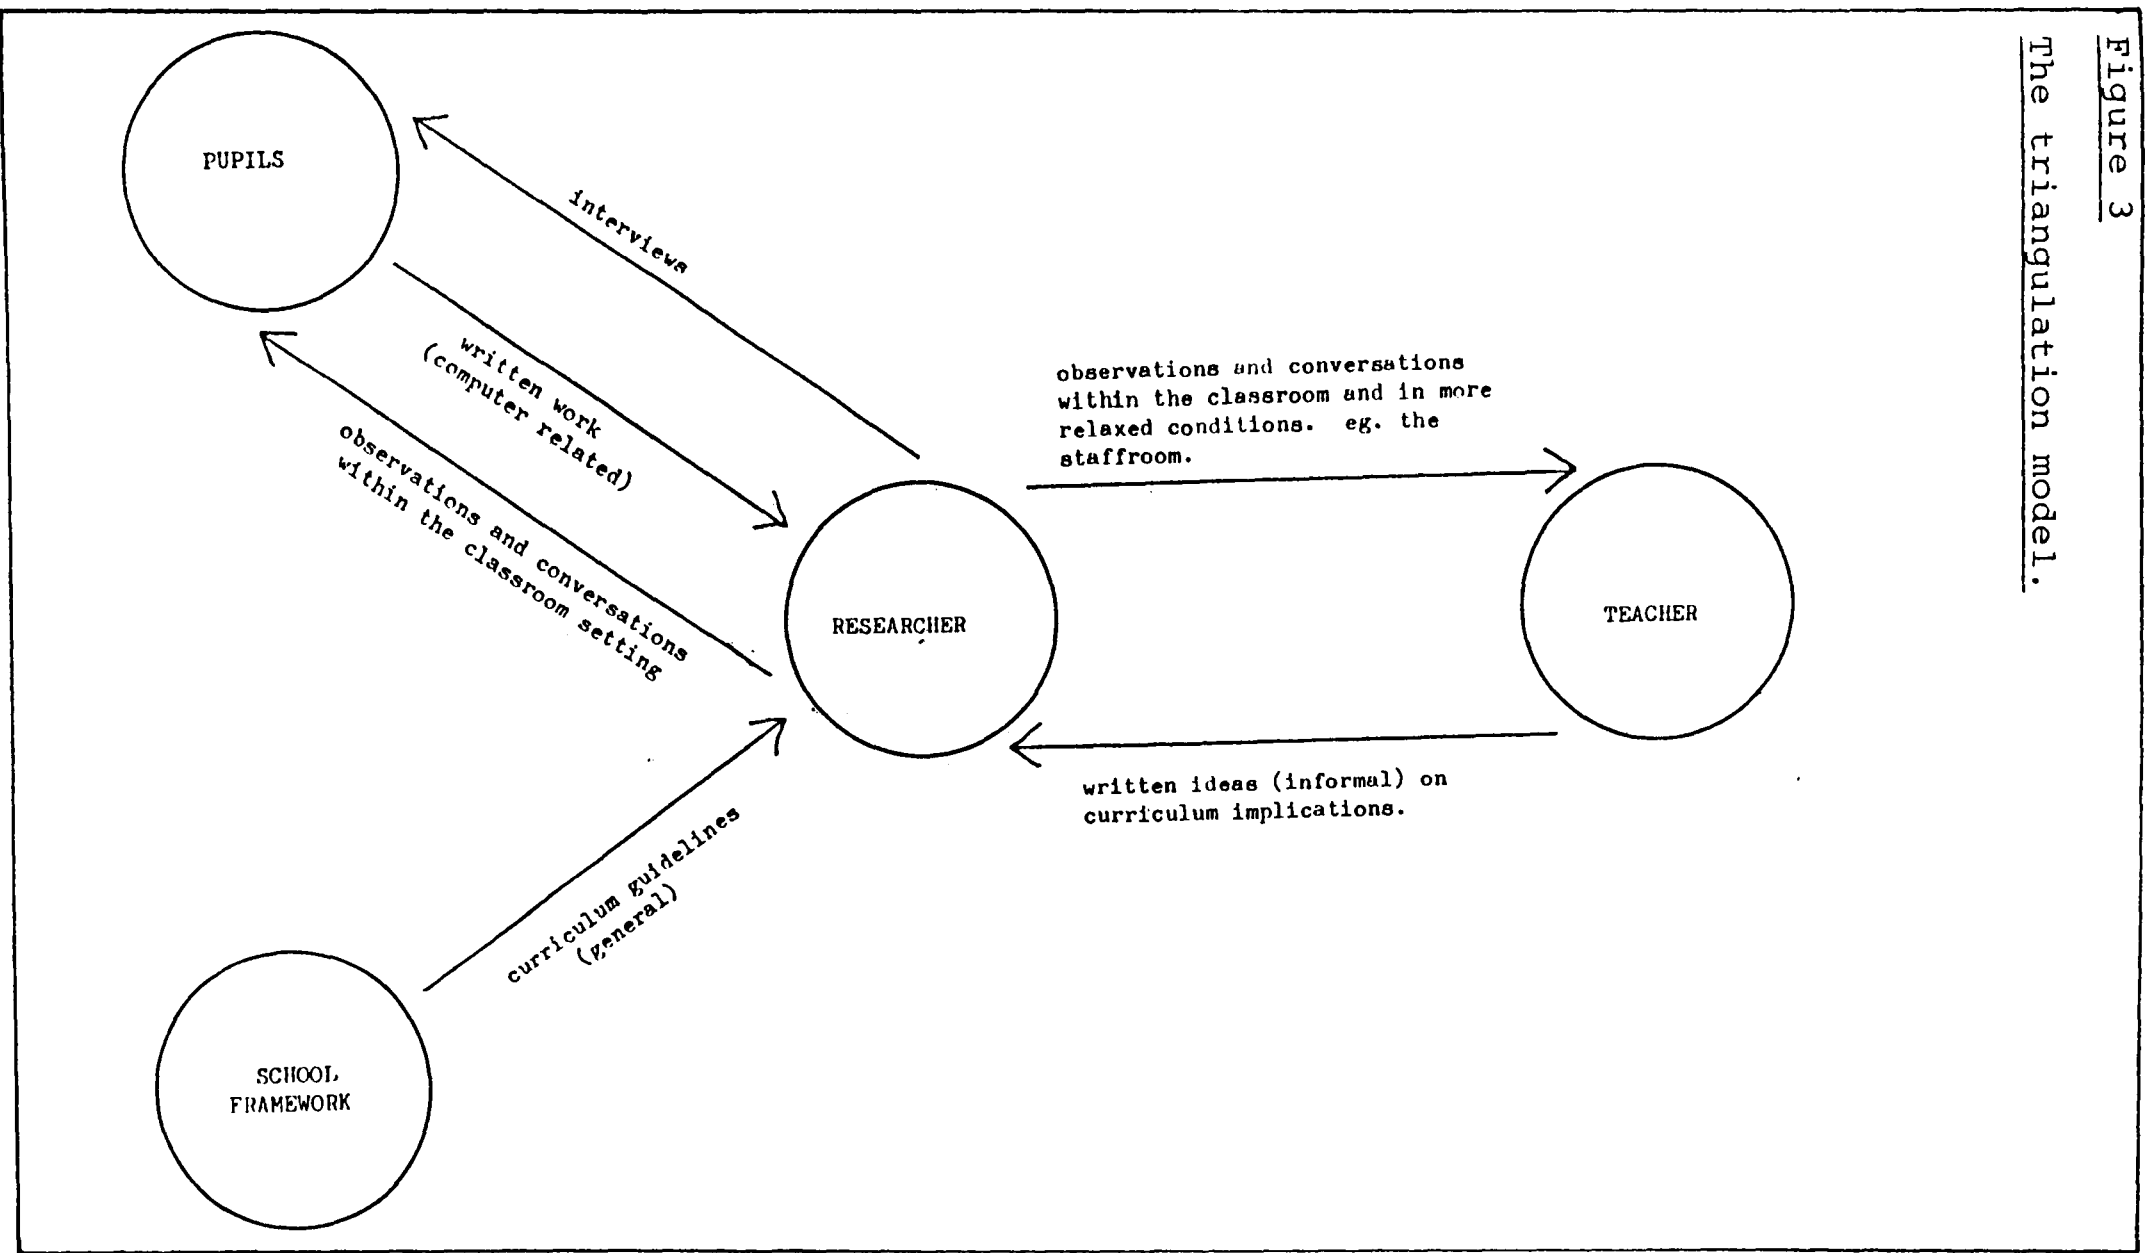 Figure 3
The triangulation model.
PUPILS
interviews
written work
(computer related)
observations and conversations
within the classroom setting
observations and conversations
within the classroom and in more
relaxed conditions. eg. the
staffroom.
RESEARCHER
TEACHER
written ideas (informal) on
curriculum implications.
curriculum guidelines
(general)
SCHOOL
FRAMEWORK